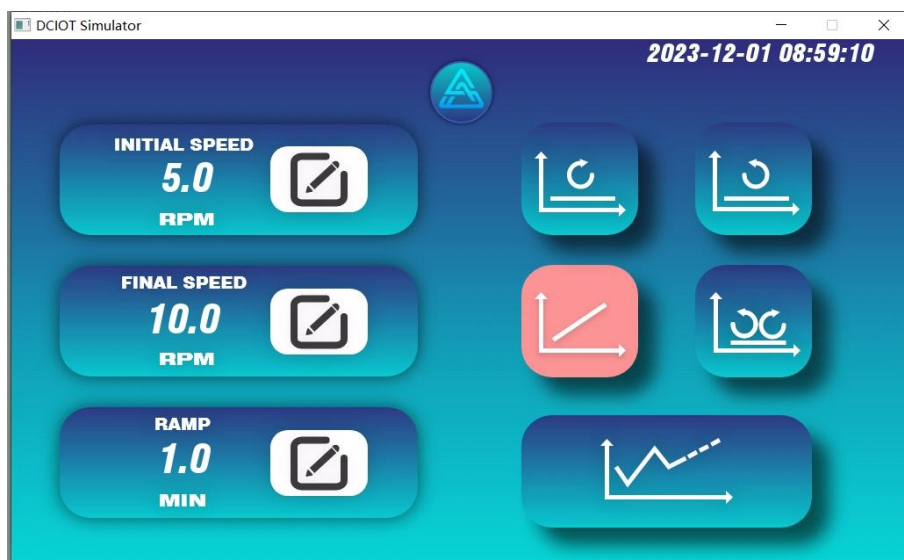 DCIOT Simulator
2023-12-01 08:59:10
INITIAL SPEED
5.0
RPM
FINAL SPEED
10.0
RPM
RAMP
1.0
MIN